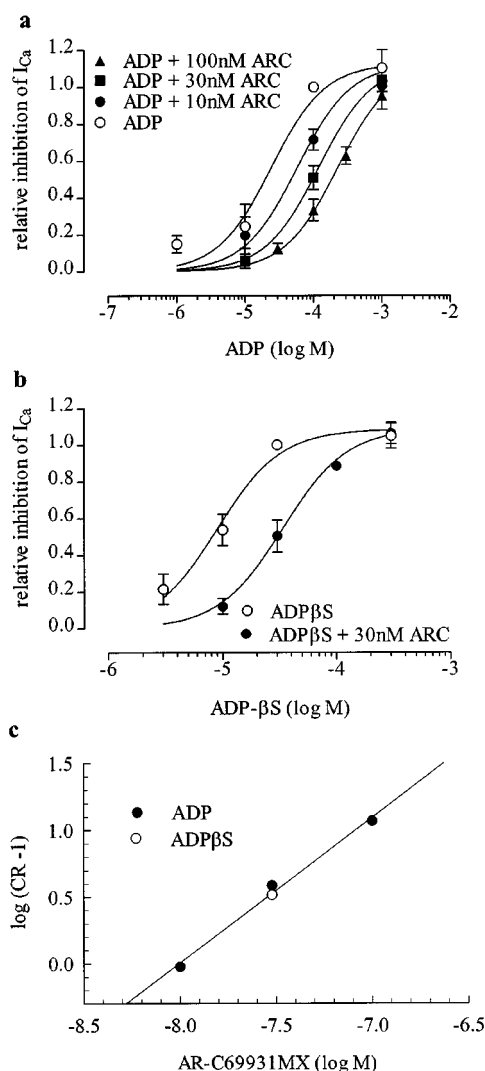 a
relative inhibition of I_Ca
1.2
1.0
0.8
0.6
0.4
0.2
0.0
ADP + 100nM ARC
ADP + 30nM ARC
ADP + 10nM ARC
ADP
-7 -6 -5 -4 -3 -2
ADP (log M)
b
relative inhibition of I_Ca
1.2
1.0
0.8
0.6
0.4
0.2
0.0
ADPβS
ADPβS + 30nM ARC
-6 -5 -4 -3
ADP-βS (log M)
c
log (CR -1)
1.5
1.0
0.5
0.0
ADP
ADPβS
-8.5 -8.0 -7.5 -7.0 -6.5
AR-C69931MX (log M)